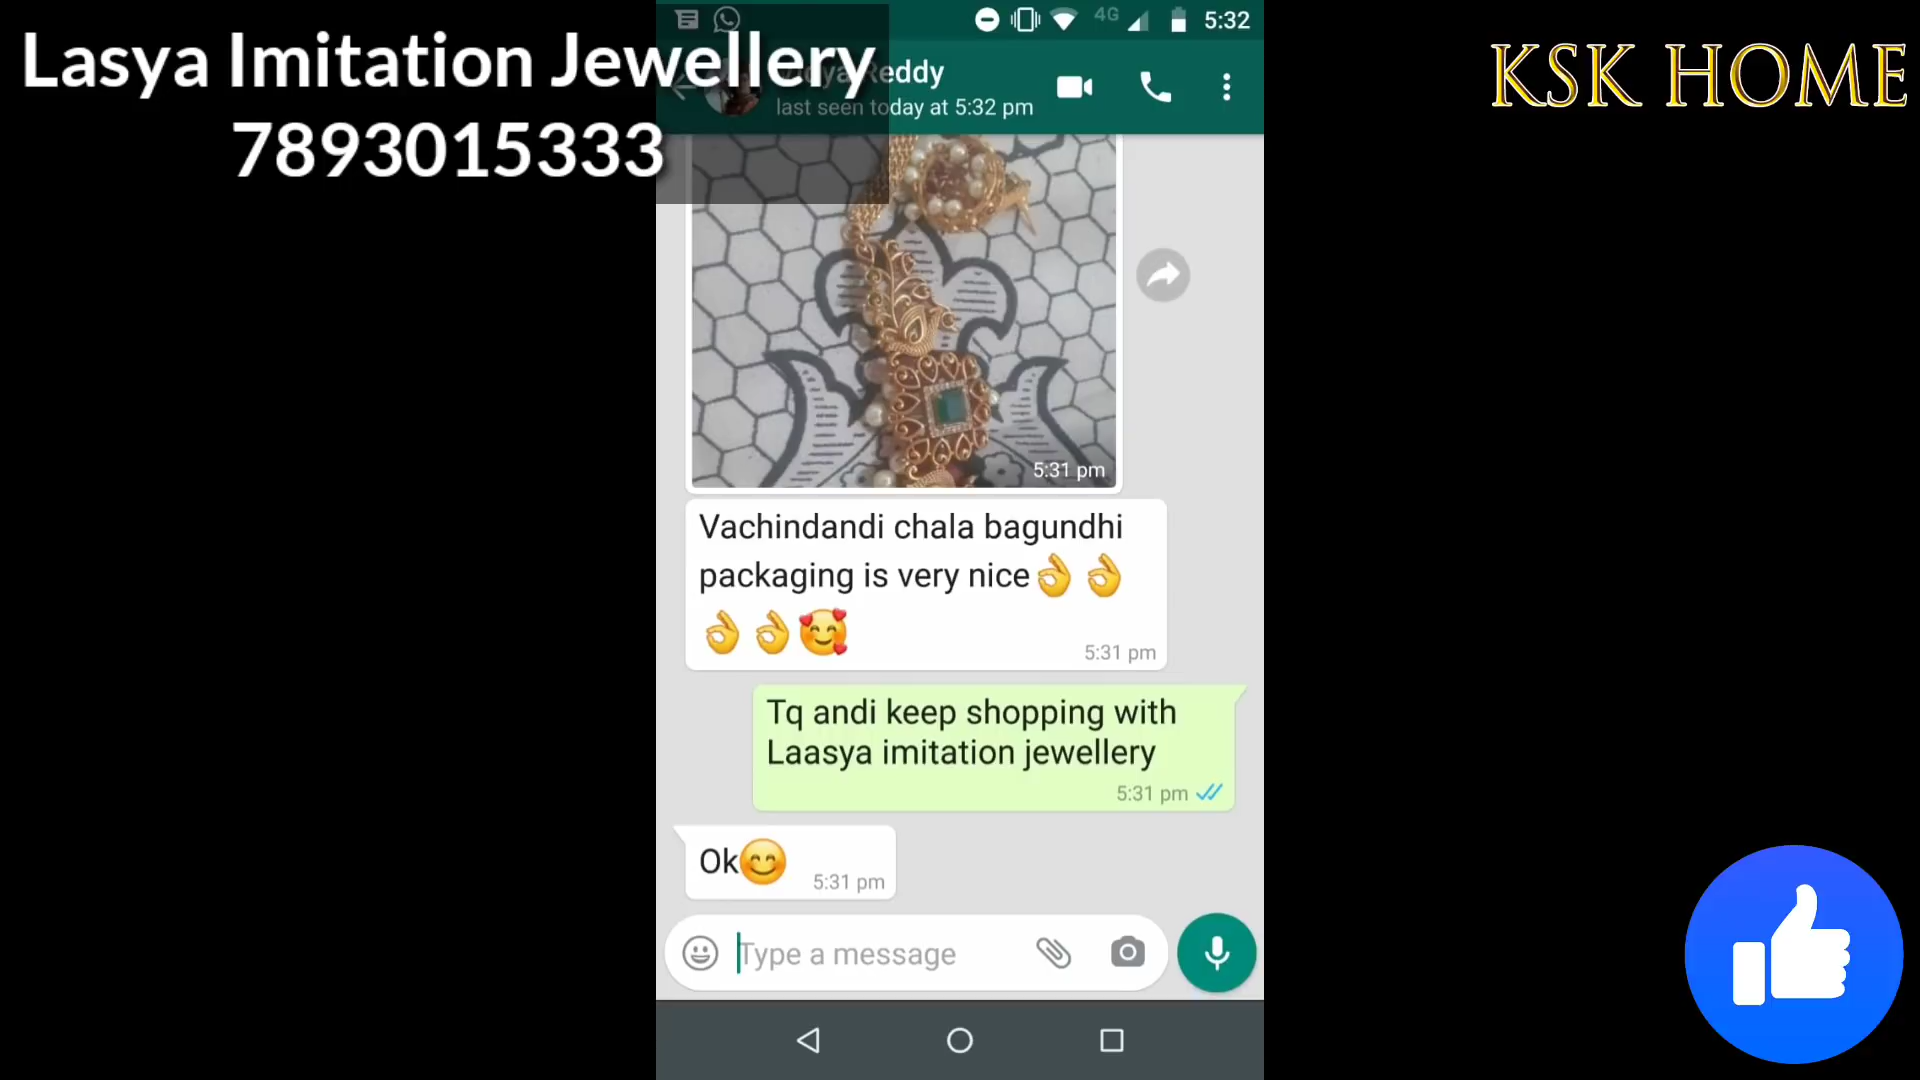 Lasya Imitation Jewellery
7893015333
KSK HOME
4G
5:32
eddy
last seen today at 5:32 pm
5:31 pm
Vachindandi chala bagundhi
packaging is very nice👌👌
👌👌🥰
5:31 pm
Tq andi keep shopping with
Laasya imitation jewellery
5:31 pm
Ok😊
5:31 pm
Type a message